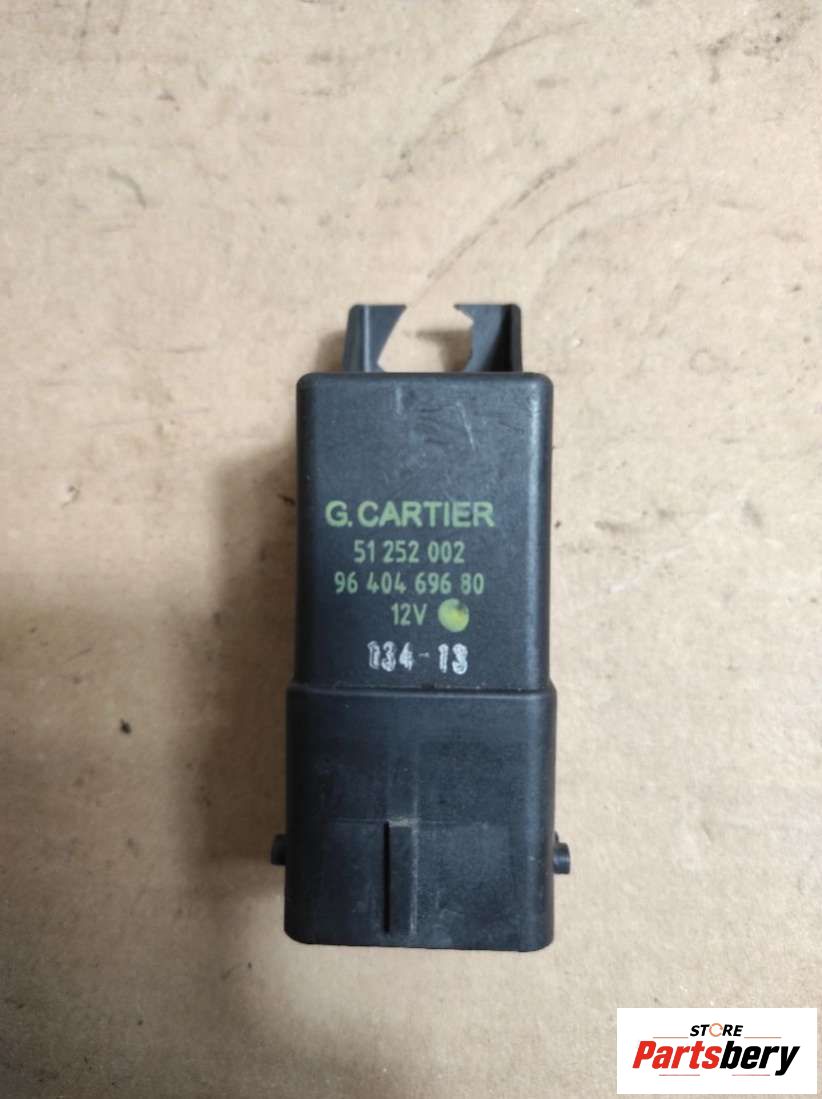 G. CARTIER
51 252 002
96 404 696 80
12V
134-13
STORE
Partsbery